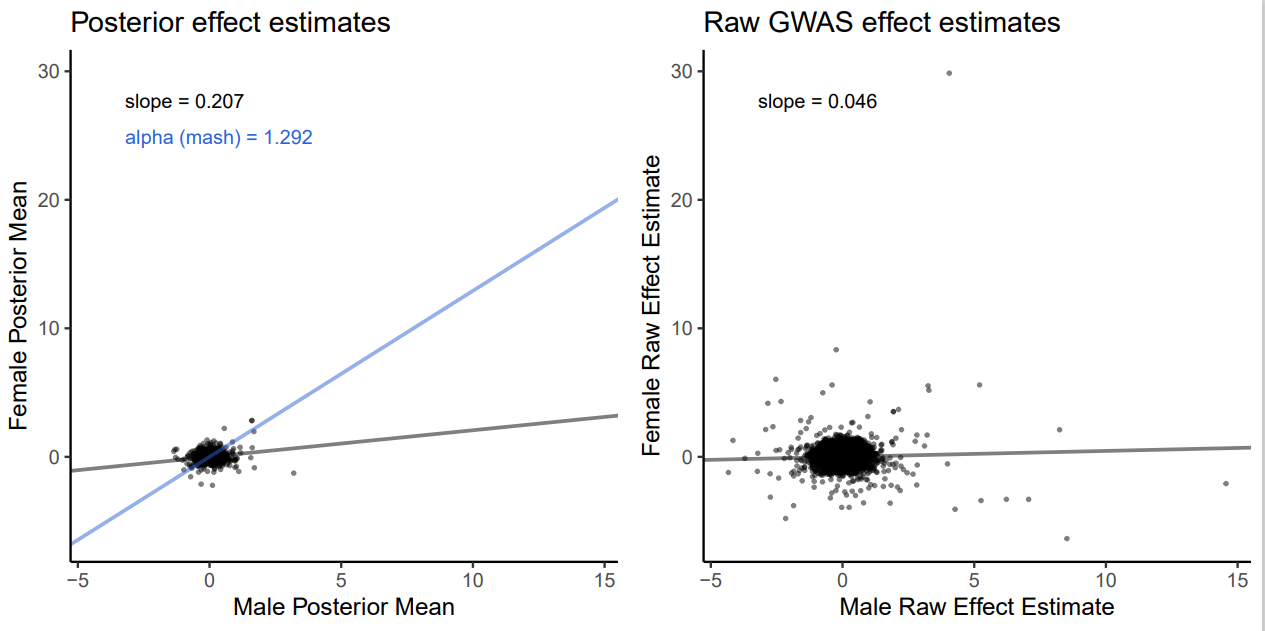 Posterior effect estimates
30
slope = 0.207
alpha (mash) = 1.292
20
10
0
Female Posterior Mean
−5
0
5
10
15
Male Posterior Mean
Raw GWAS effect estimates
30
slope = 0.046
20
10
0
Female Raw Effect Estimate
−5
0
5
10
15
Male Raw Effect Estimate